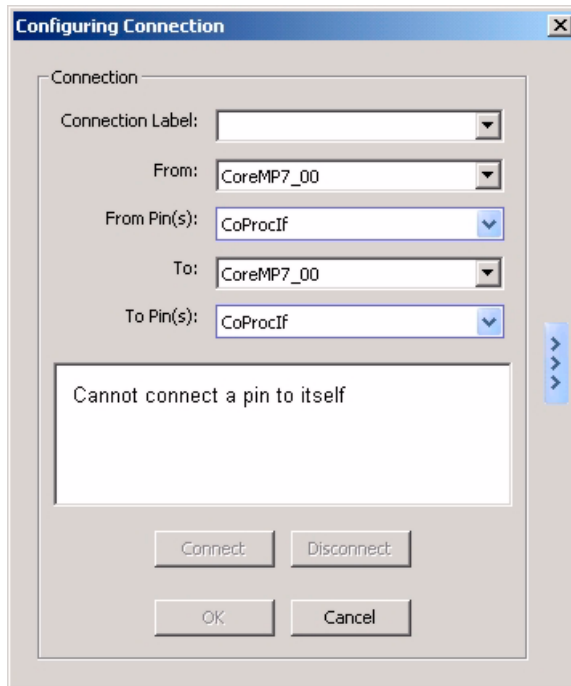 Configuring Connection
Connection
Connection Label:
From: CoreMP7_00
From Pin(s): CoProcIf
To: CoreMP7_00
To Pin(s): CoProcIf
Cannot connect a pin to itself
Connect Disconnect
OK Cancel